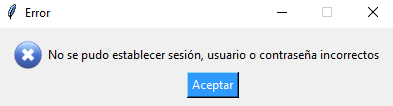 Error
No se pudo establecer sesión, usuario o contraseña incorrectos
Aceptar